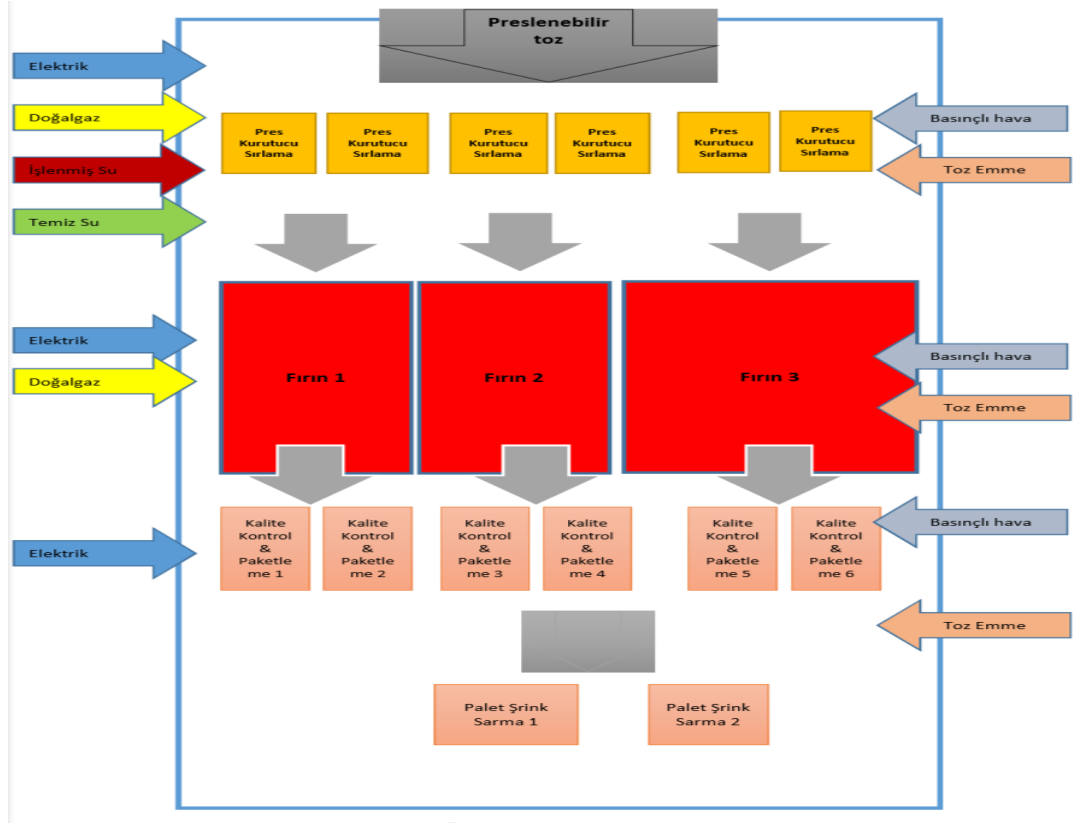 Preslenebilir
toz
Elektrik
Doğalgaz
İşlenmiş Su
Temiz Su
Pres
Kurutucu
Sırlama
Pres
Kurutucu
Sırlama
Pres
Kurutucu
Sırlama
Pres
Kurutucu
Sırlama
Pres
Kurutucu
Sırlama
Pres
Kurutucu
Sırlama
Basınçlı hava
Toz Emme
Elektrik
Doğalgaz
Fırın 1
Fırın 2
Fırın 3
Basınçlı hava
Toz Emme
Elektrik
Kalite
Kontrol
&
Paketle
me 1
Kalite
Kontrol
&
Paketle
me 2
Kalite
Kontrol
&
Paketle
me 3
Kalite
Kontrol
&
Paketle
me 4
Kalite
Kontrol
&
Paketle
me 5
Kalite
Kontrol
&
Paketle
me 6
Basınçlı hava
Toz Emme
Palet Şrink
Sarma 1
Palet Şrink
Sarma 2